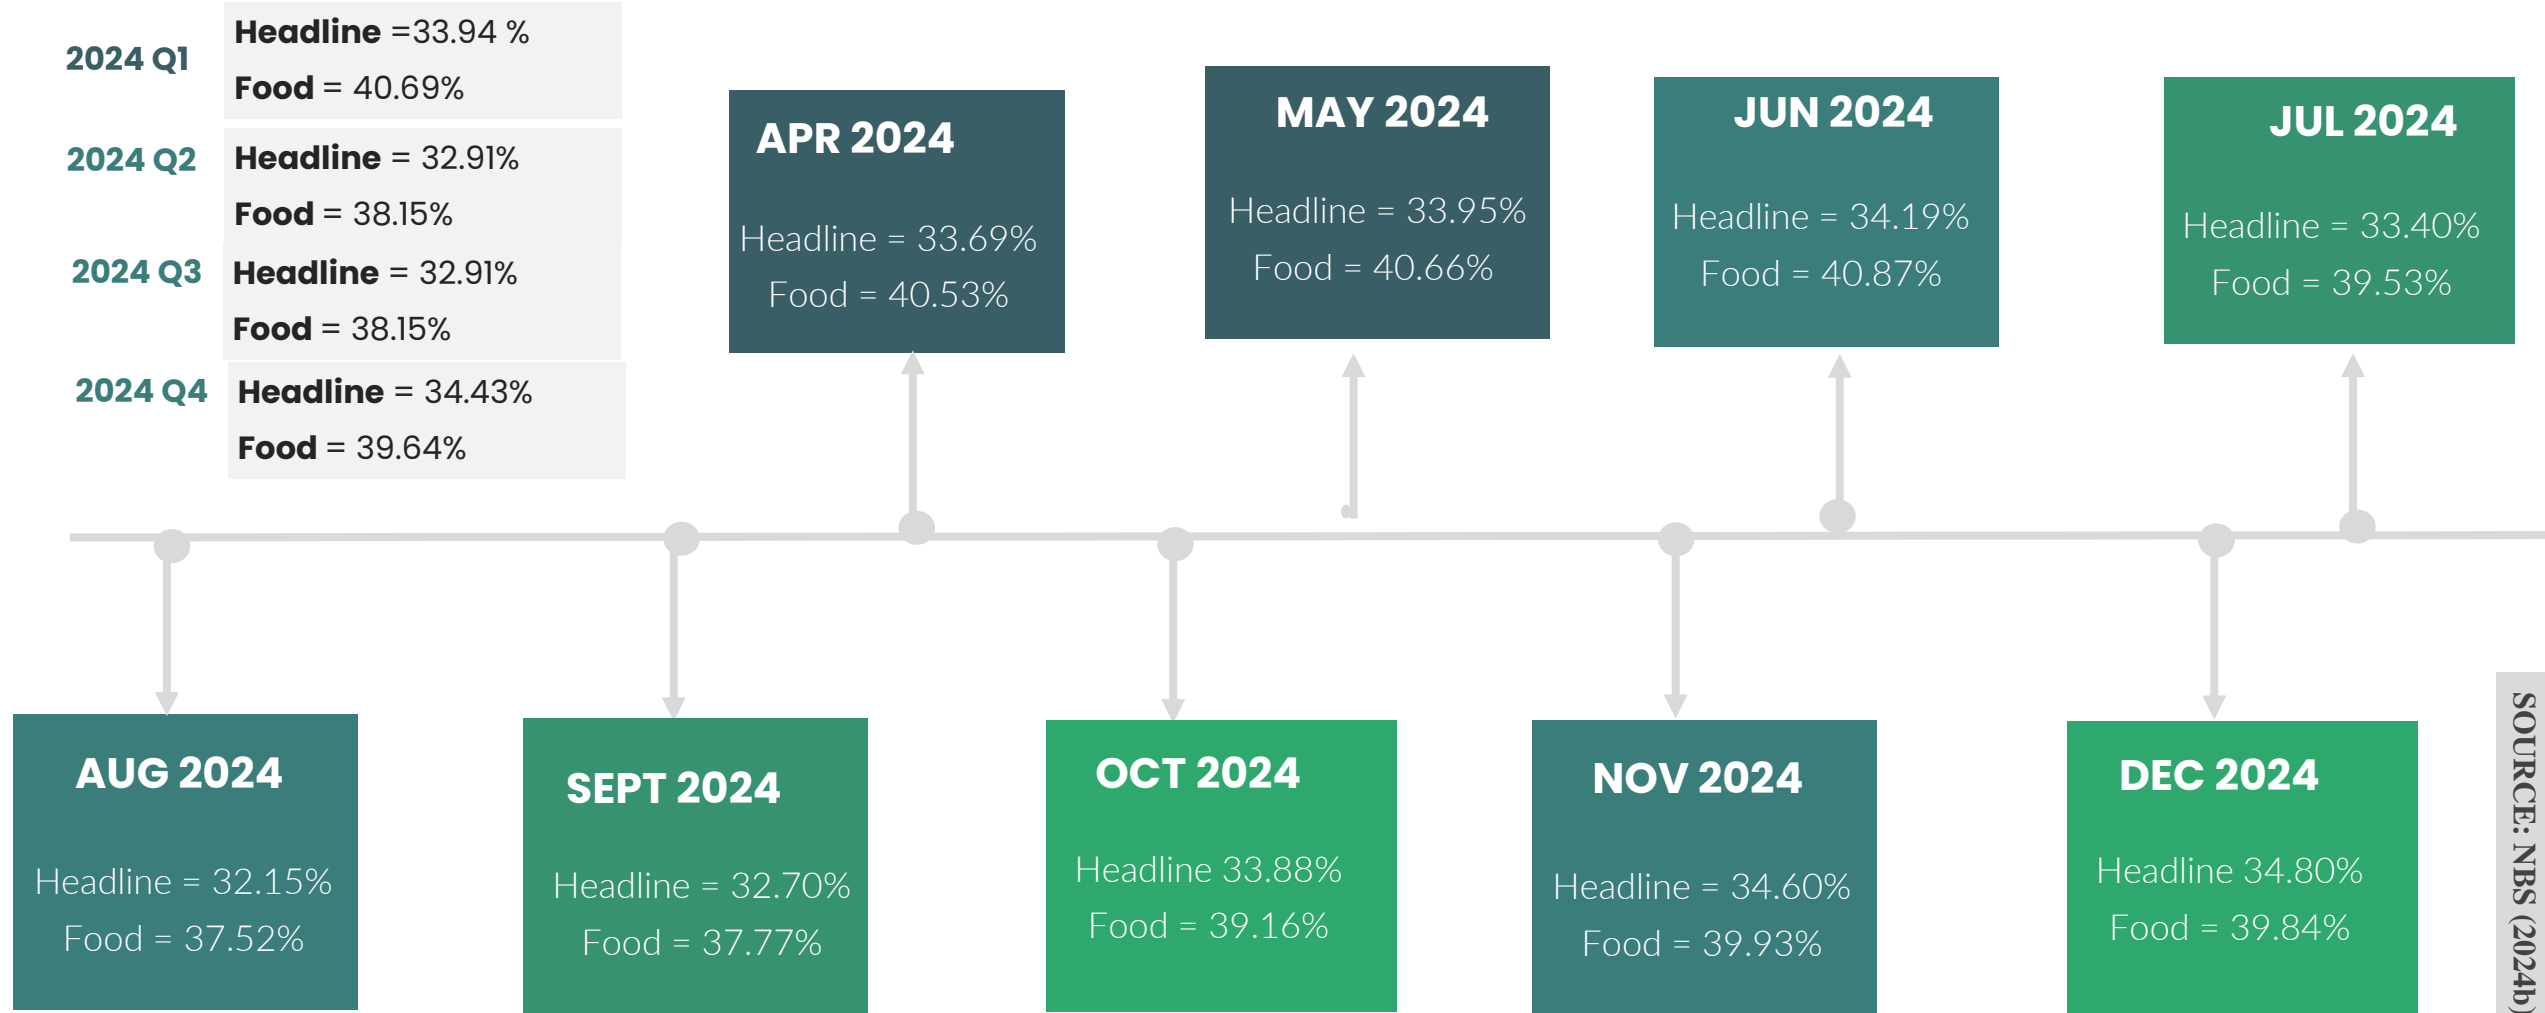 2024 Q1
Headline =33.94 %
Food = 40.69%
2024 Q2
Headline = 32.91%
Food = 38.15%
2024 Q3
Headline = 32.91%
Food = 38.15%
2024 Q4
Headline = 34.43%
Food = 39.64%
APR 2024
Headline = 33.69%
Food = 40.53%
MAY 2024
Headline = 33.95%
Food = 40.66%
JUN 2024
Headline = 34.19%
Food = 40.87%
JUL 2024
Headline = 33.40%
Food = 39.53%
AUG 2024
Headline = 32.15%
Food = 37.52%
SEPT 2024
Headline = 32.70%
Food = 37.77%
OCT 2024
Headline 33.88%
Food = 39.16%
NOV 2024
Headline = 34.60%
Food = 39.93%
DEC 2024
Headline 34.80%
Food = 39.84%
SOURCE: NBS (2024b)